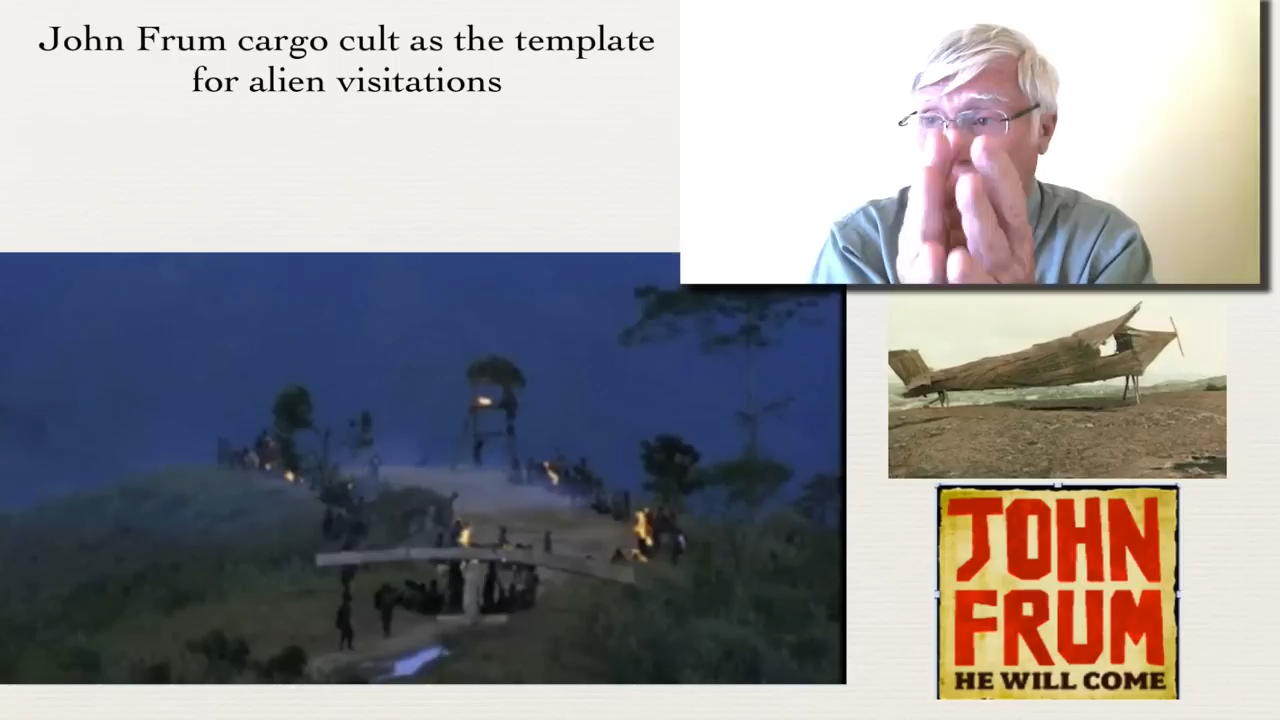 John Frum cargo cult as the template
for alien visitations
JOHN
FRUM
HE WILL COME